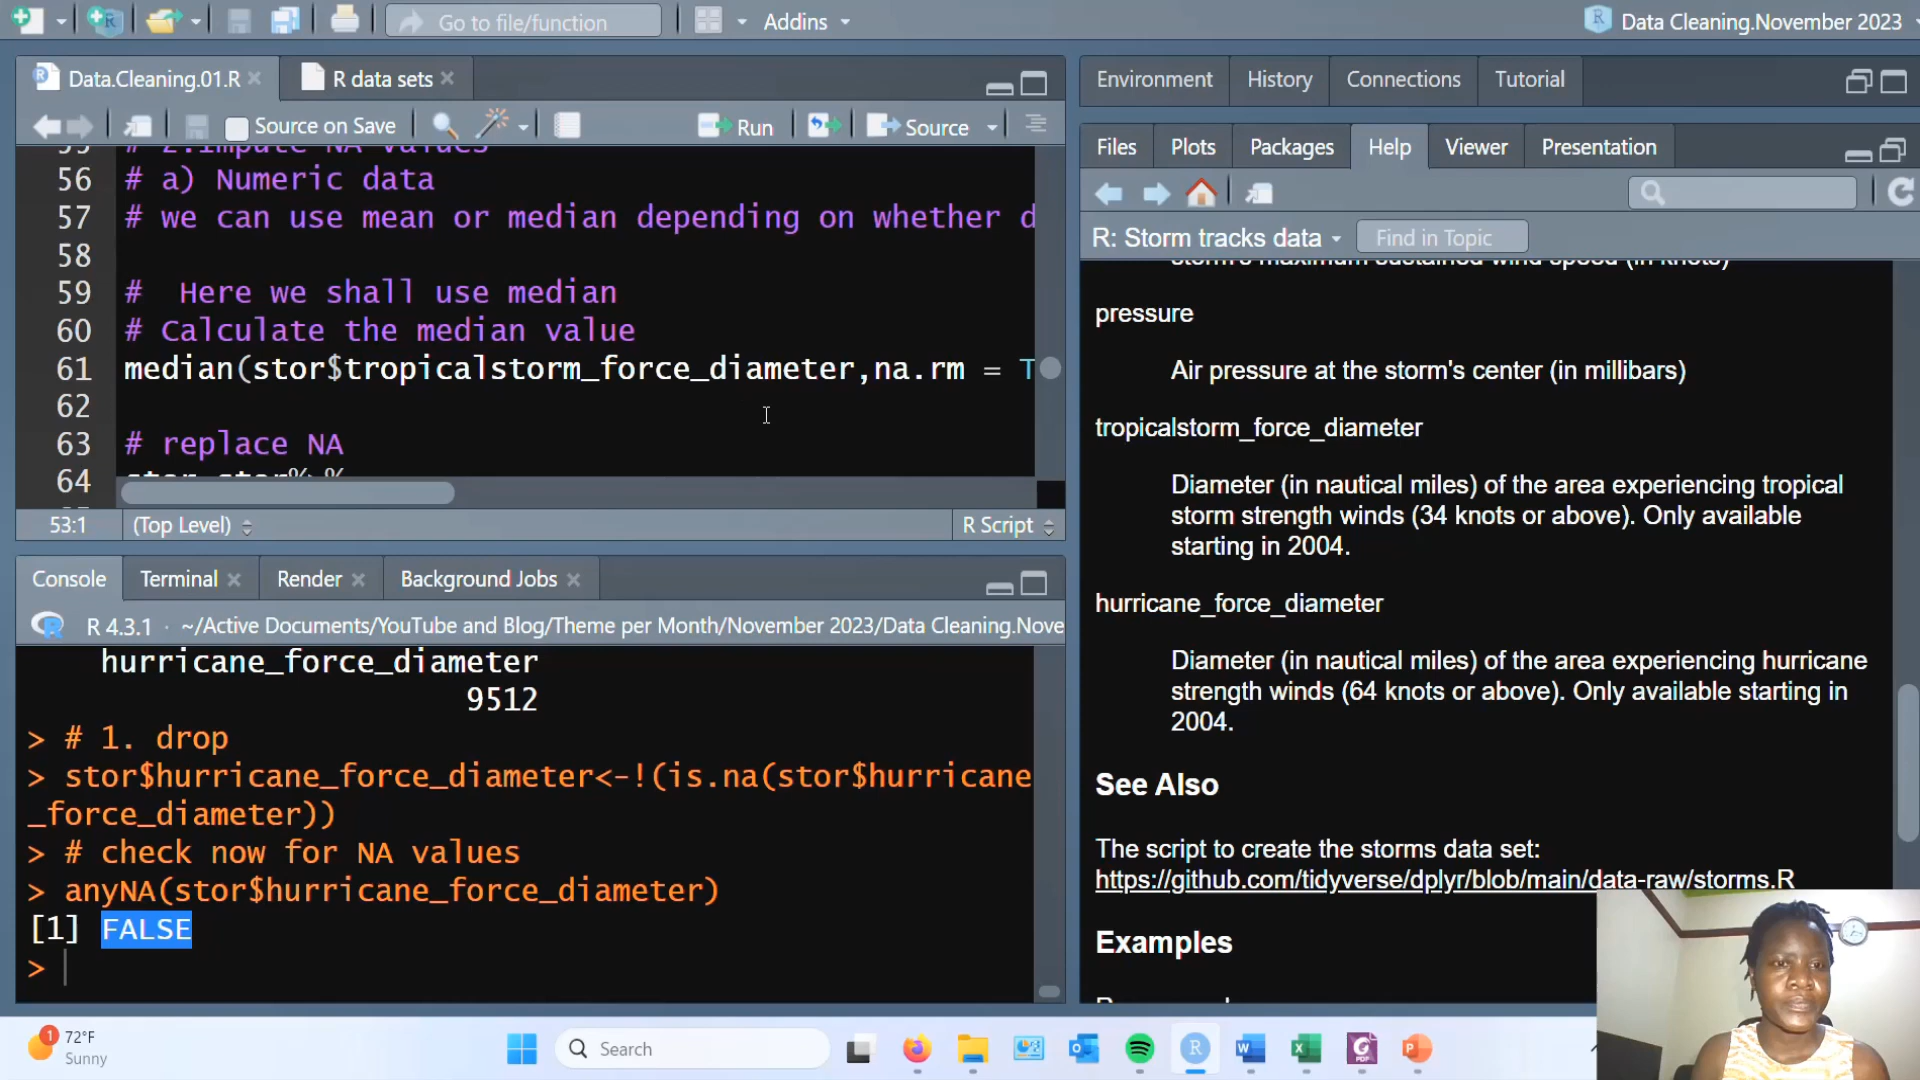 Go to file/function
Addins
Data Cleaning.November 2023
Data.Cleaning.01.R
R data sets
Source on Save
Run
Source
56 # a) Numeric data
57 # we can use mean or median depending on whether d
58
59 #  Here we shall use median
60 # Calculate the median value
61 median(stor$tropicalstorm_force_diameter,na.rm = T
62
63 # replace NA
64
53:1
(Top Level)
R Script
Console
Terminal
Render
Background Jobs
R 4.3.1 · ~/Active Documents/YouTube and Blog/Theme per Month/November 2023/Data Cleaning.Nove
hurricane_force_diameter
9512
> # 1. drop
> stor$hurricane_force_diameter<-!(is.na(stor$hurricane
_force_diameter))
> # check now for NA values
> anyNA(stor$hurricane_force_diameter)
[1] FALSE
>
Environment
History
Connections
Tutorial
Files
Plots
Packages
Help
Viewer
Presentation
R: Storm tracks data
Find in Topic
storm's maximum sustained wind speed (in knots)
pressure
Air pressure at the storm's center (in millibars)
tropicalstorm_force_diameter
Diameter (in nautical miles) of the area experiencing tropical
storm strength winds (34 knots or above). Only available
starting in 2004.
hurricane_force_diameter
Diameter (in nautical miles) of the area experiencing hurricane
strength winds (64 knots or above). Only available starting in
2004.
See Also
The script to create the storms data set:
https://github.com/tidyverse/dplyr/blob/main/data-raw/storms.R
Examples
1
72°F
Sunny
Search